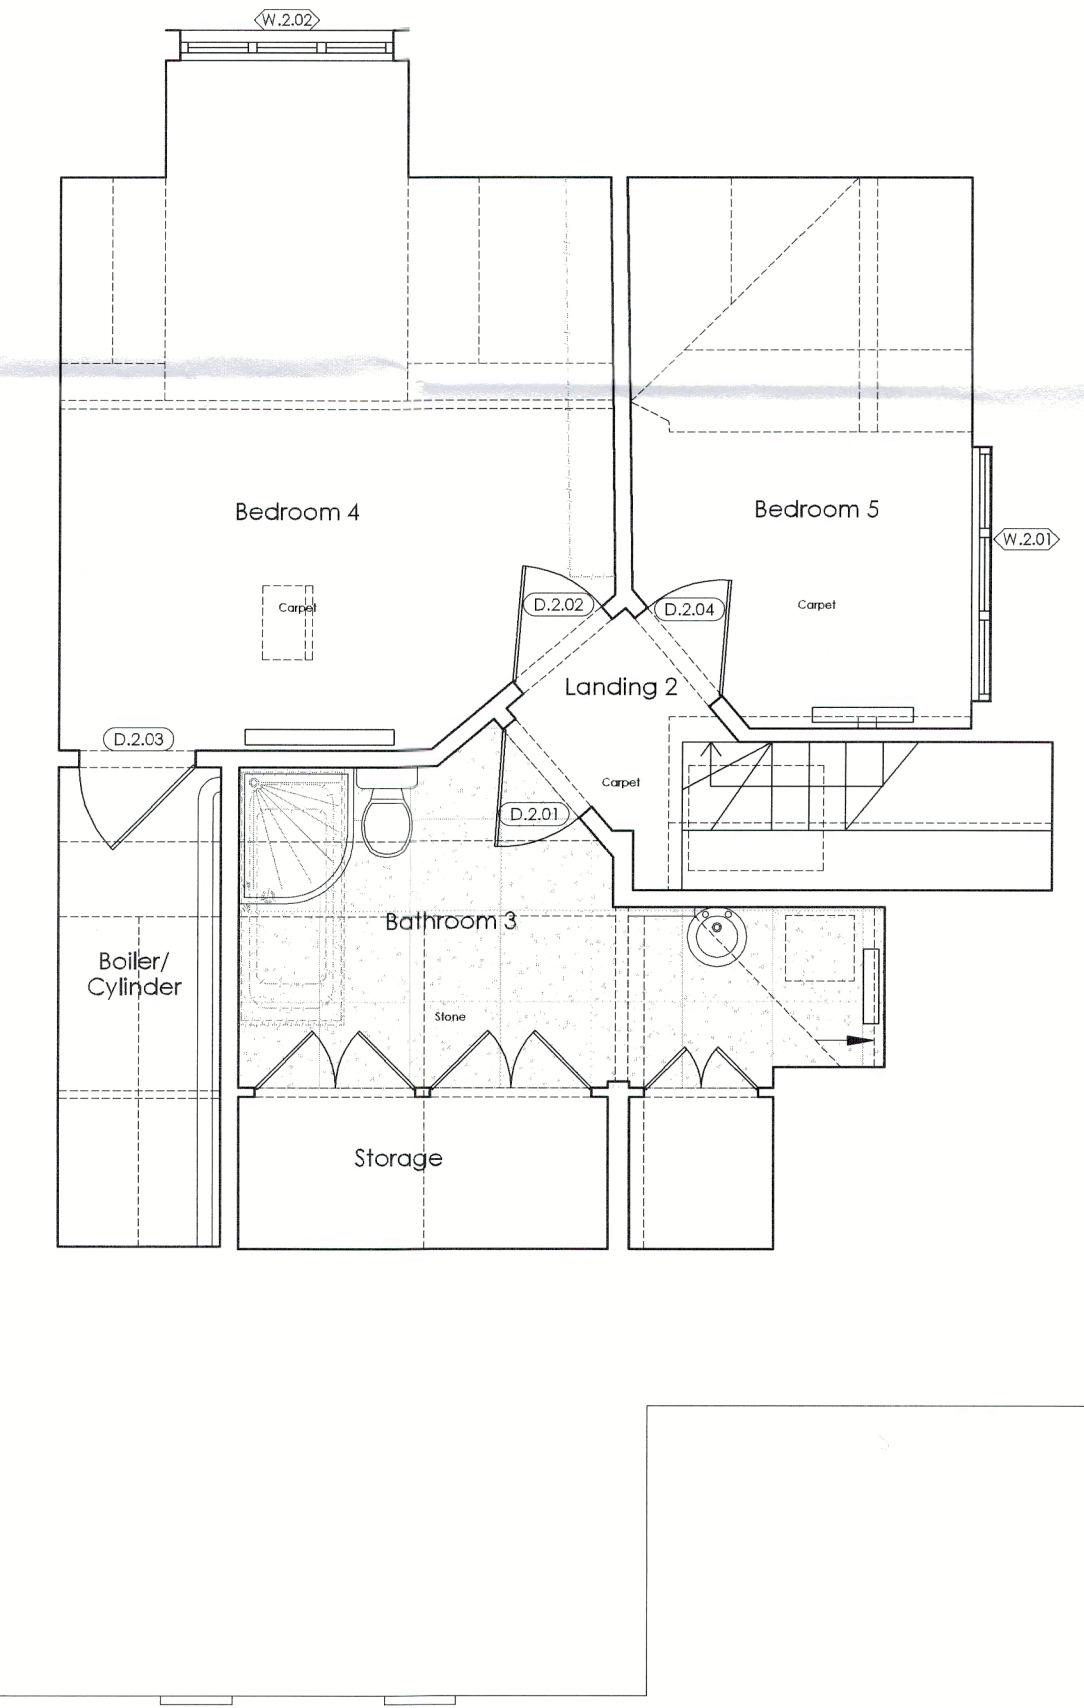 W.2.02
Bedroom 4
Bedroom 5
W.2.01
Carpet
D.2.02
D.2.04
Carpet
Landing 2
D.2.03
Carpet
D.2.01
Bathroom 3
Boiler/
Cylinder
Stone
Storage